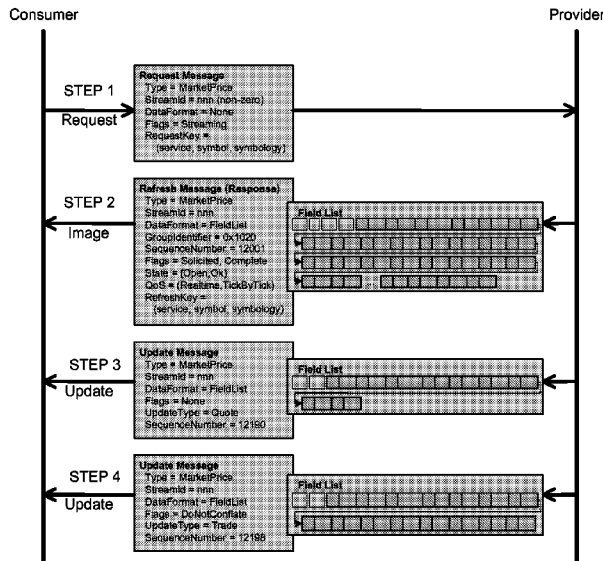 Consumer
Provider
STEP 1
Request
Request Message
Type = MarketPrice
StreamId = nnn (non-zero)
DataFormat = None
Flags = Streaming
RequestKey =
(service, symbol, symbology)
STEP 2
Image
Refresh Message (Response)
Type = MarketPrice
StreamId = nnn
DataFormat = FieldList
GroupIdentifier = 0x1020
SequenceNumber = 12001
Flags = Solicited, Complete
State = {Open,Ok}
QoS = (Realtime,TickByTick)
RefreshKey =
(service, symbol, symbology)
Field List
...
STEP 3
Update
Update Message
Type = MarketPrice
StreamId = nnn
DataFormat = FieldList
Flags = None
UpdateType = Quote
SequenceNumber = 12190
Field List
STEP 4
Update
Update Message
Type = MarketPrice
StreamId = nnn
DataFormat = FieldList
Flags = DoNotConflate
UpdateType = Trade
SequenceNumber = 12198
Field List